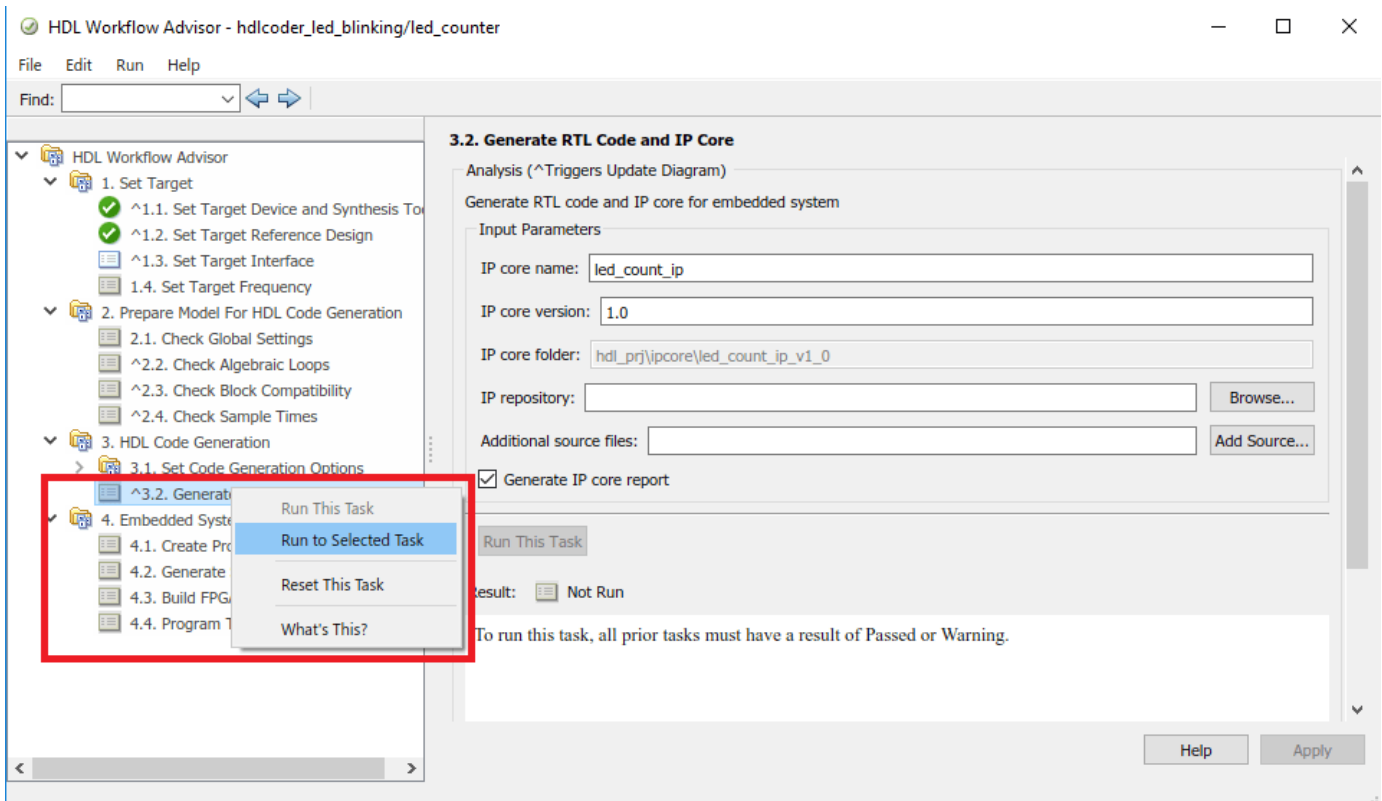 HDL Workflow Advisor - hdlcoder_led_blinking/led_counter
File Edit Run Help
Find:
HDL Workflow Advisor
1. Set Target
^1.1. Set Target Device and Synthesis To
^1.2. Set Target Reference Design
^1.3. Set Target Interface
1.4. Set Target Frequency
2. Prepare Model For HDL Code Generation
2.1. Check Global Settings
^2.2. Check Algebraic Loops
^2.3. Check Block Compatibility
^2.4. Check Sample Times
3. HDL Code Generation
3.1. Set Code Generation Options
^3.2. Generate
4. Embedded Syste
4.1. Create Pro
4.2. Generate
4.3. Build FPGA
4.4. Program T
Run This Task
Run to Selected Task
Reset This Task
What's This?
3.2. Generate RTL Code and IP Core
Analysis (^Triggers Update Diagram)
Generate RTL code and IP core for embedded system
Input Parameters
IP core name: led_count_ip
IP core version: 1.0
IP core folder: hdl_prj\ipcore\led_count_ip_v1_0
IP repository: Browse...
Additional source files: Add Source...
Generate IP core report
Run This Task
Result: Not Run
To run this task, all prior tasks must have a result of Passed or Warning.
Help Apply